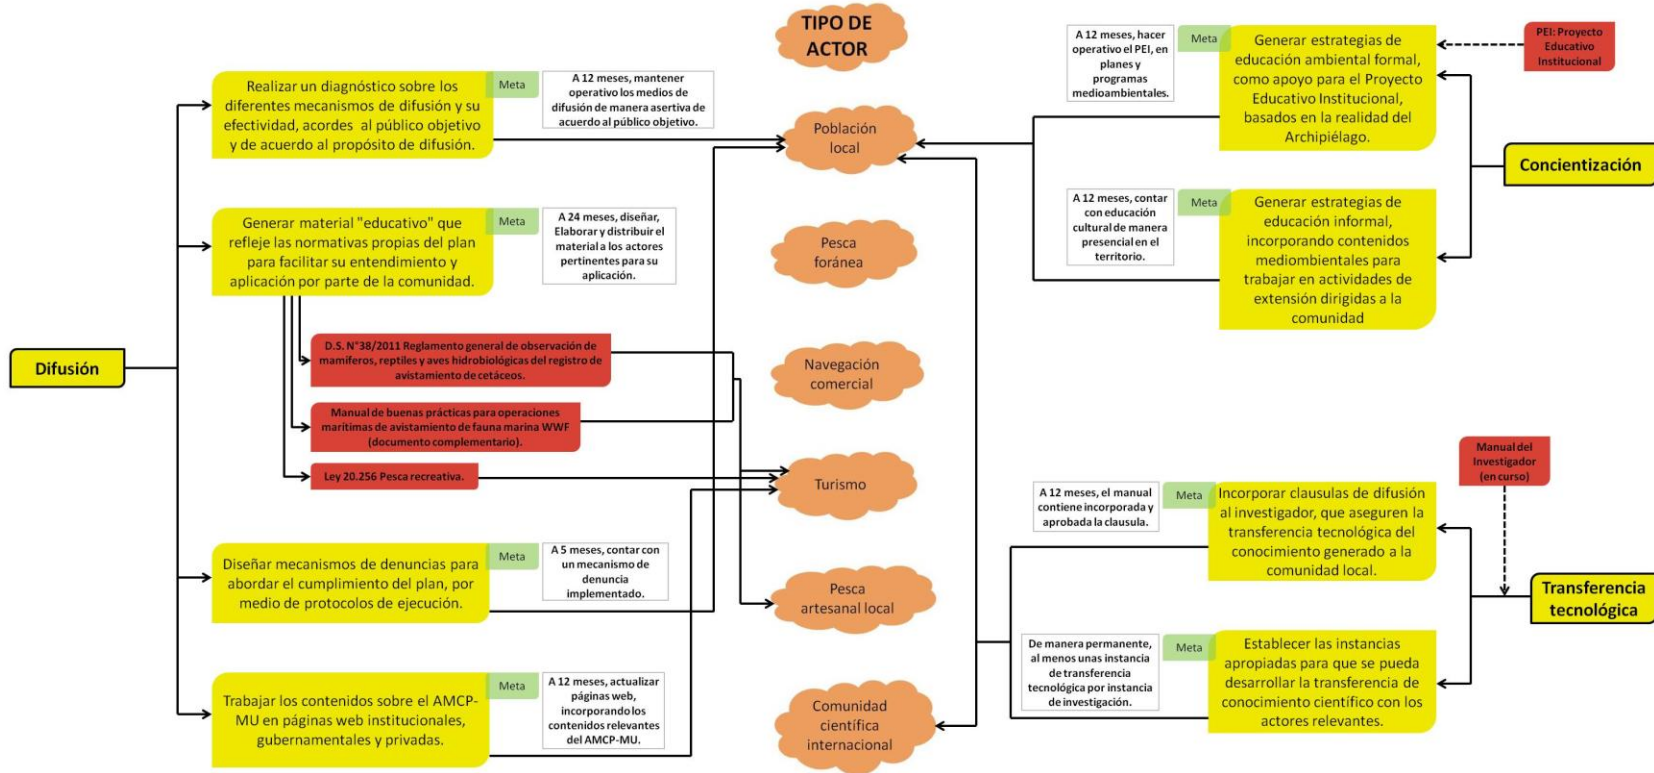 TIPO DE
ACTOR
Difusión
Realizar un diagnóstico sobre los
diferentes mecanismos de difusión y su
efectividad, acordes al público objetivo
y de acuerdo al propósito de difusión.
Meta
A 12 meses, mantener
operativo los medios de
difusión de manera asertiva de
acuerdo al público objetivo.
Generar material "educativo" que
refleje las normativas propias del plan
para facilitar su entendimiento y
aplicación por parte de la comunidad.
Meta
A 24 meses, diseñar,
Elaborar y distribuir el
material a los actores
pertinentes para su
aplicación.
D.S. N°38/2011 Reglamento general de observación de
mamíferos, reptiles y aves hidrobiológicas del registro de
avistamiento de cetáceos.
Manual de buenas prácticas para operaciones
marítimas de avistamiento de fauna marina WWF
(documento complementario).
Ley 20.256 Pesca recreativa.
Diseñar mecanismos de denuncias para
abordar el cumplimiento del plan, por
medio de protocolos de ejecución.
Meta
A 5 meses, contar con
un mecanismo de
denuncia
implementado.
Trabajar los contenidos sobre el AMCP-
MU en páginas web institucionales,
gubernamentales y privadas.
Meta
A 12 meses, actualizar
páginas web,
incorporando los
contenidos relevantes
del AMCP-MU.
Población
local
Pesca
foránea
Navegación
comercial
Turismo
Pesca
artesanal local
Comunidad
científica
internacional
A 12 meses, hacer
operativo el PEI, en
planes y
programas
medioambientales.
Meta
Generar estrategias de
educación ambiental formal,
como apoyo para el Proyecto
Educativo Institucional,
basados en la realidad del
Archipiélago.
PEI: Proyecto
Educativo
Institucional
Concientización
A 12 meses, contar
con educación
cultural de manera
presencial en el
territorio.
Meta
Generar estrategias de
educación informal,
incorporando contenidos
mediombientales para
trabajar en actividades de
extensión dirigidas a la
comunidad
Manual del
Investigador
(en curso)
A 12 meses, el manual
contiene incorporada y
aprobada la clausula.
Meta
Incorporar clausulas de difusión
al investigador, que aseguren la
transferencia tecnológica del
conocimiento generado a la
comunidad local.
Transferencia
tecnológica
De manera permanente,
al menos unas instancia
de transferencia
tecnológica por instancia
de investigación.
Meta
Establecer las instancias
apropiadas para que se pueda
desarrollar la transferencia de
conocimiento científico con los
actores relevantes.